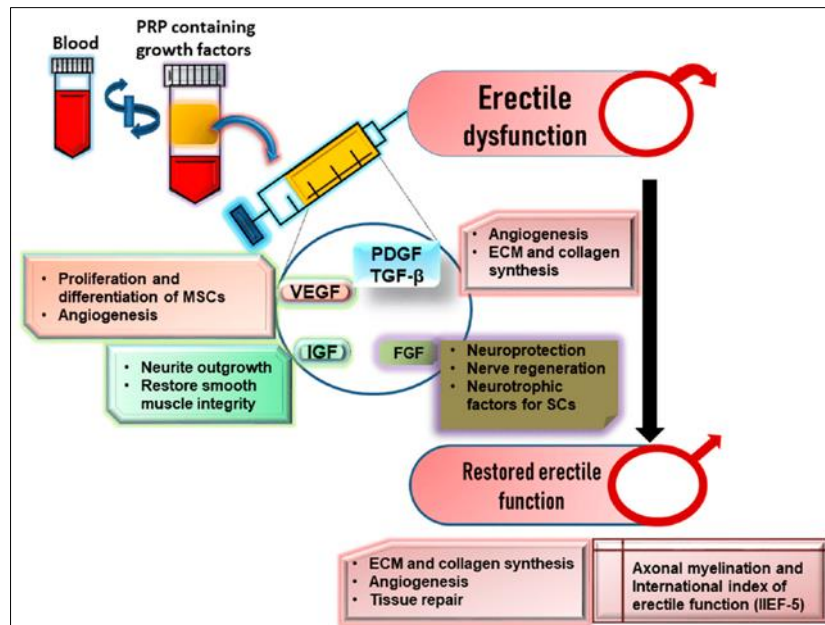 Blood
PRP containing
growth factors
Erectile
dysfunction
PDGF
TGF-β
• Angiogenesis
• ECM and collagen
synthesis
• Proliferation and
differentiation of MSCs
• Angiogenesis
VEGF
IGF
FGF
• Neurite outgrowth
• Restore smooth
muscle integrity
• Neuroprotection
• Nerve regeneration
• Neurotrophic
factors for SCs
Restored erectile
function
• ECM and collagen synthesis
• Angiogenesis
• Tissue repair
Axonal myelination and
International index of
erectile function (IIEF-5)